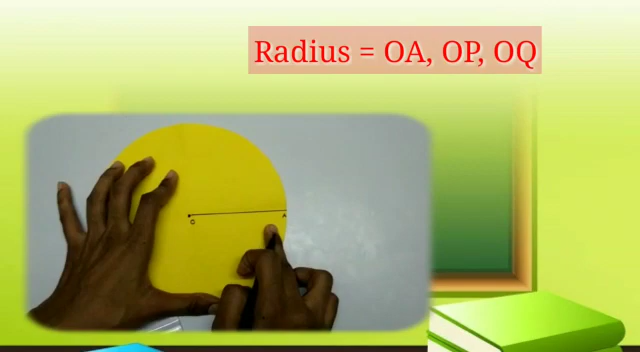 Radius = OA, OP, OQ
O
A